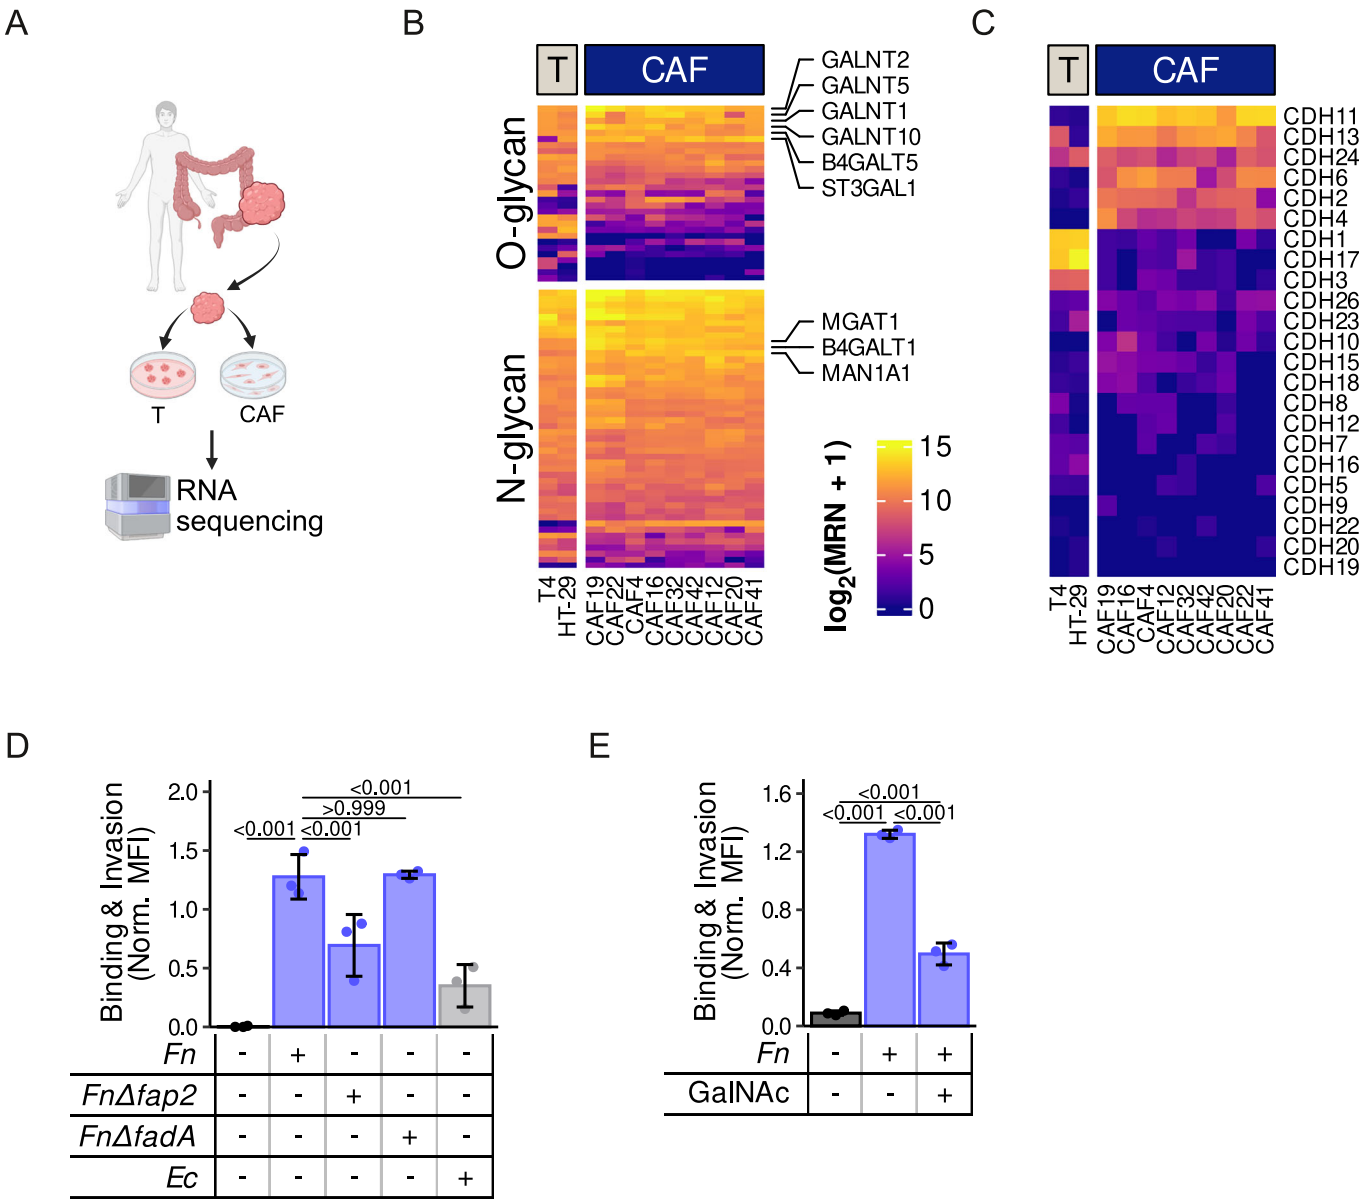 A
T
CAF
RNA
sequencing
B
T
CAF
O-glycan
N-glycan
GALNT2
GALNT5
GALNT1
GALNT10
B4GALT5
ST3GAL1
MGAT1
B4GALT1
MAN1A1
T4
HT-29
CAF19
CAF22
CAF4
CAF16
CAF32
CAF42
CAF12
CAF20
CAF41
log2(MRN + 1)
15
10
5
0
C
T
CAF
CDH11
CDH13
CDH24
CDH6
CDH2
CDH4
CDH1
CDH17
CDH3
CDH26
CDH23
CDH10
CDH15
CDH18
CDH8
CDH12
CDH7
CDH16
CDH5
CDH9
CDH22
CDH20
CDH19
T4
HT-29
CAF19
CAF16
CAF4
CAF12
CAF32
CAF42
CAF20
CAF22
CAF41
D
Binding & Invasion
(Norm. MFI)
2.0
1.5
1.0
0.5
0.0
<0.001
>0.999
<0.001 <0.001
Fn - + - - -
FnΔfap2 - - + - -
FnΔfadA - - - + -
Ec - - - - +
E
Binding & Invasion
(Norm. MFI)
1.6
1.2
0.8
0.4
0.0
<0.001
<0.001 <0.001
Fn - + +
GalNAc - - +